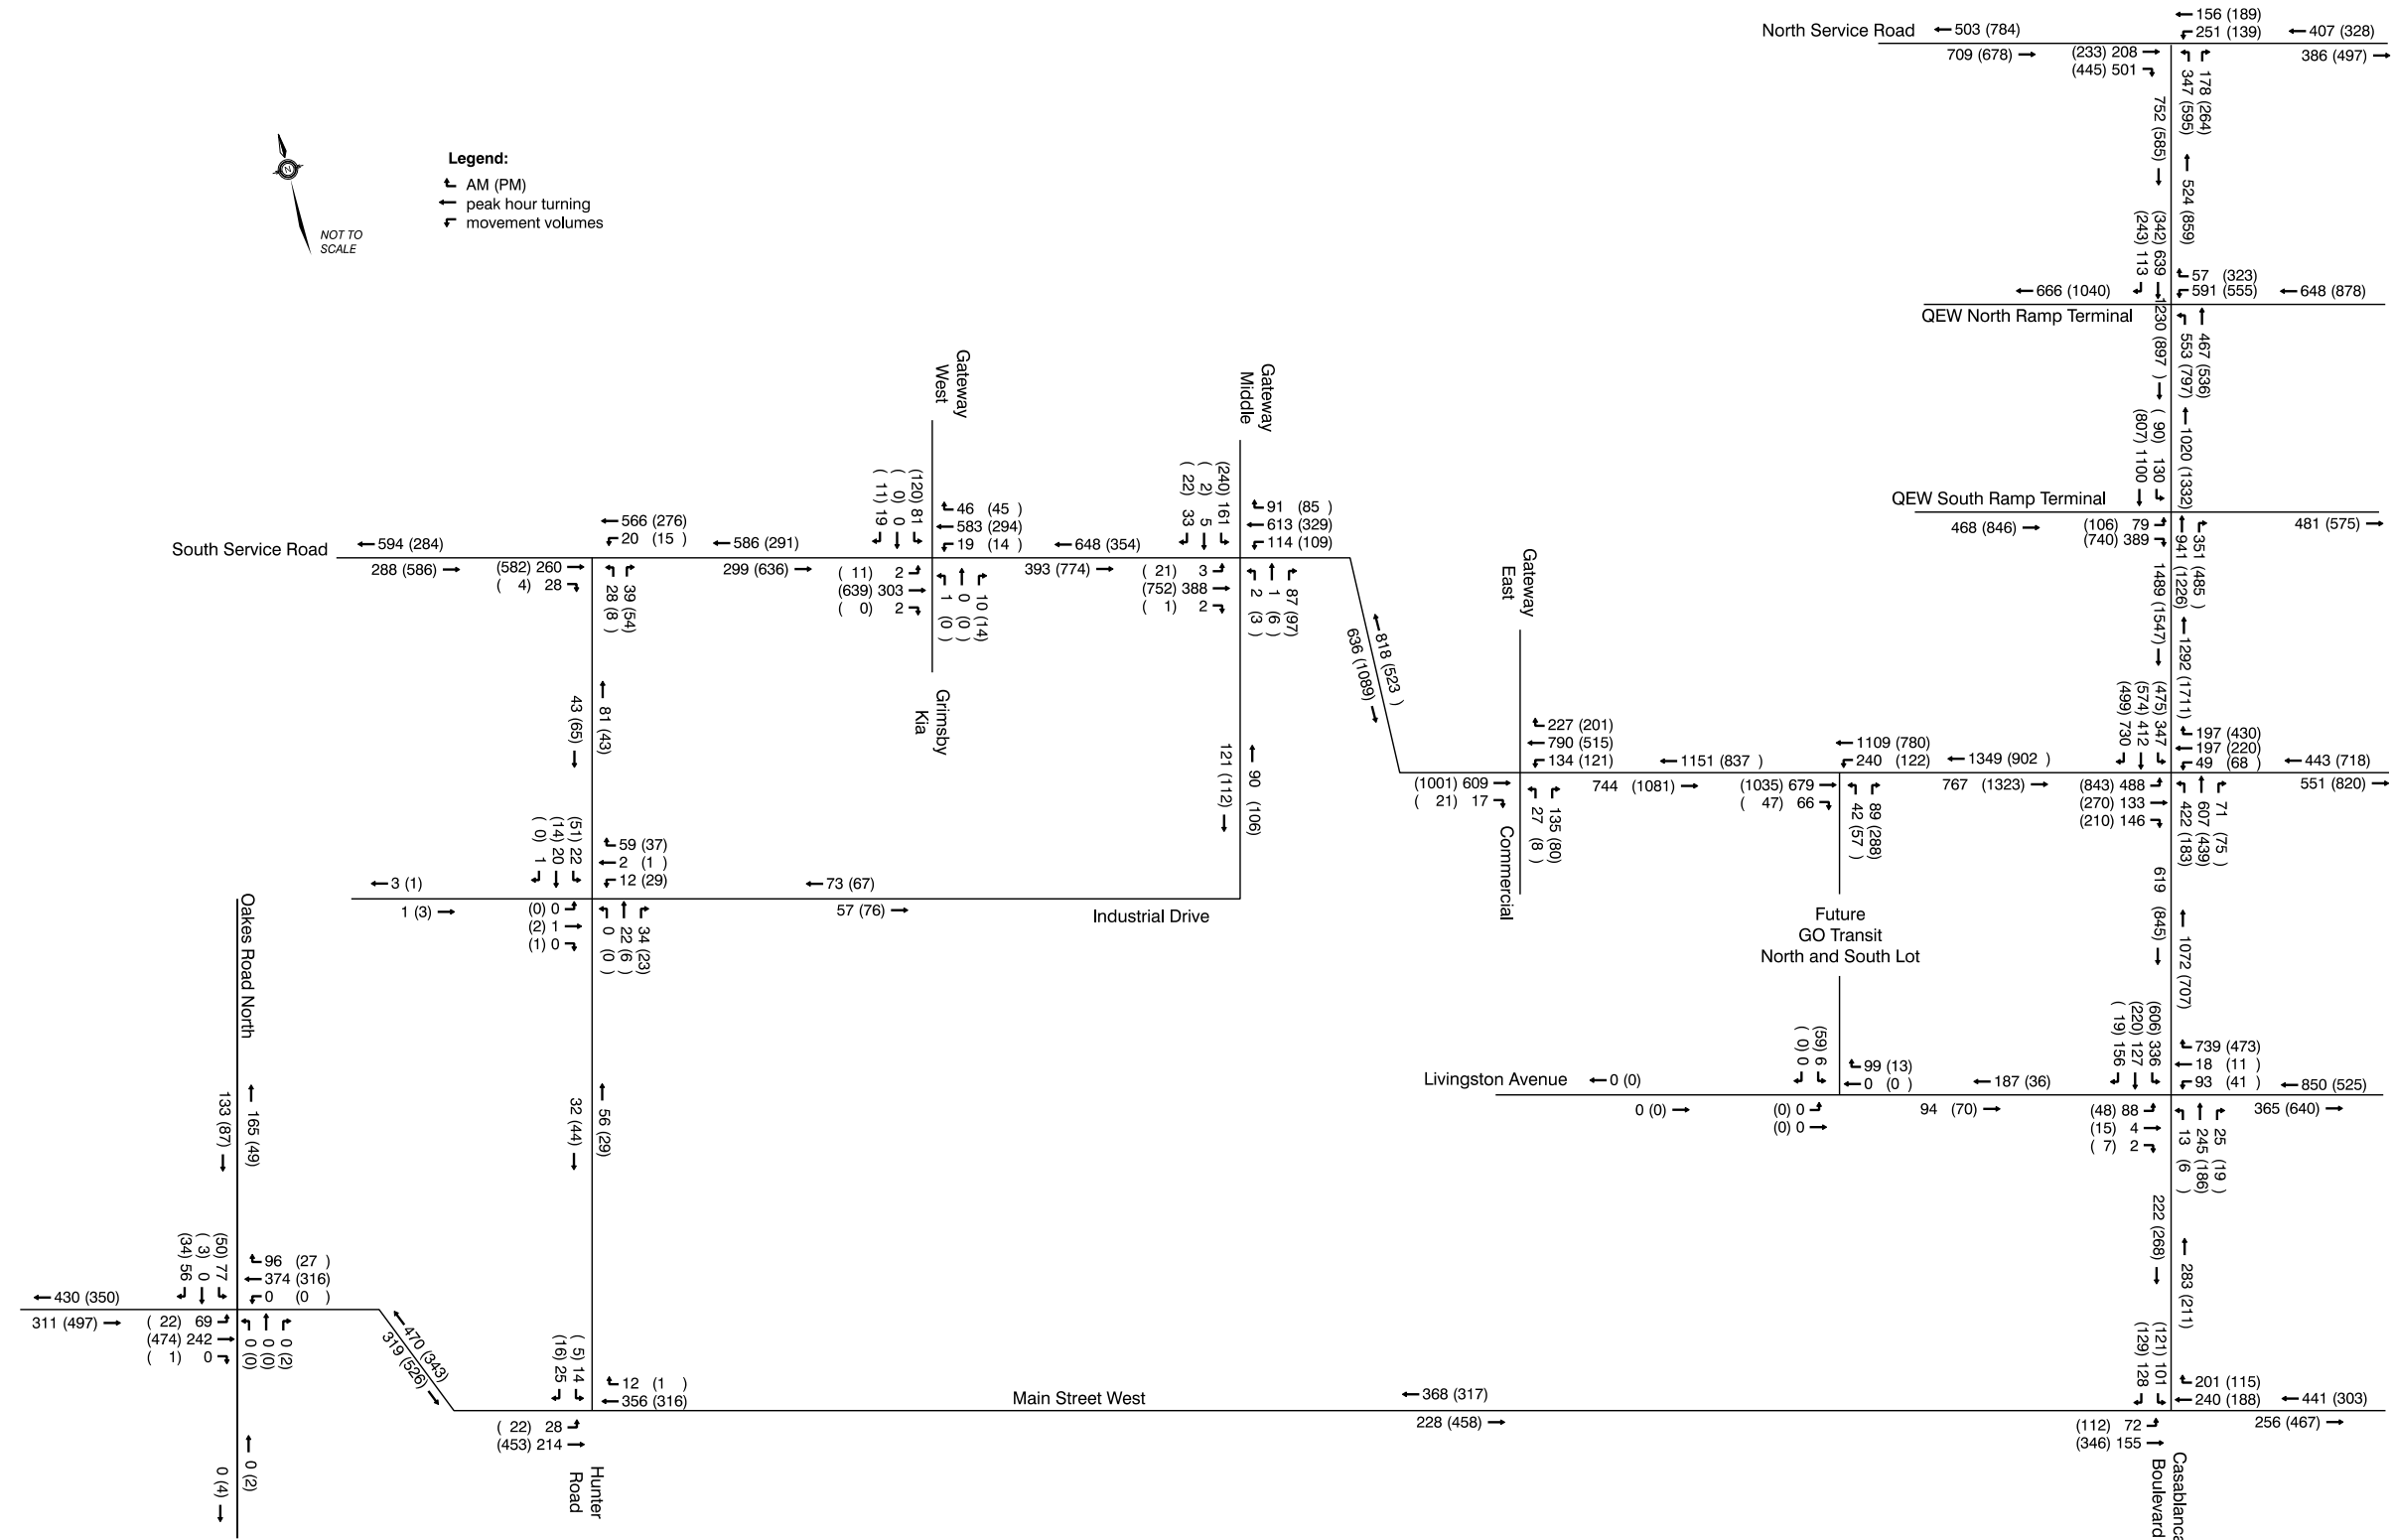 156 (189)
North Service Road 503 (784) 251 (139) 407 (328)
709 (678) (233) 208 386 (497)
(445) 501
347 (595)
178 (264)
752 (585)
524 (859)
(243) 113
(342) 639
57 (323)
666 (1040) 591 (555) 648 (878)
QEW North Ramp Terminal
1230 (897 )
553 (797)
467 (536)
1020 (1332)
(807) 1100
( 90) 130
QEW South Ramp Terminal
468 (846) (106) 79 481 (575)
(740) 389
941 (1226)
351 (485 )
1489 (1547)
1292 (1711)
(499) 730
(574) 412
(475) 347
197 (430)
197 (220)
49 (68 ) 443 (718)
551 (820)
N
NOT TO
SCALE
Legend:
AM (PM)
peak hour turning
movement volumes
Gateway
West
Gateway
Middle
( 11) 19
( 0) 0
(120) 81
46 (45 )
583 (294)
19 (14 )
( 22) 33
( 2) 5
(240) 161
91 (85 )
613 (329)
114 (109)
566 (276)
20 (15 )
South Service Road 594 (284) 586 (291) 648 (354)
288 (586) (582) 260 299 (636) 393 (774)
( 4) 28
28 (8 )
39 (54)
( 11) 2
(639) 303
( 0) 2
1 (0 )
0 (0 )
10 (14)
( 21) 3
(752) 388
( 1) 2
2 (3 )
1 (6 )
87 (97)
Grimsby
Kia
818 (523 )
636 (1089)
Gateway
East
227 (201)
790 (515)
134 (121)
1151 (837 )
1109 (780)
240 (122)
1349 (902 )
(1001) 609
( 21) 17
744 (1081)
(1035) 679
( 47) 66
767 (1323)
(843) 488
(270) 133
(210) 146
27 (8 )
135 (80)
42 (57 )
89 (288)
422 (183)
607 (439)
71 (75 )
Commercial
43 (65)
81 (43)
121 (112)
90 (106)
( 0) 1
(14) 20
(51) 22
59 (37)
2 (1 )
12 (29)
3 (1) 73 (67)
1 (3) (0) 0 57 (76) Industrial Drive
(2) 1
(1) 0
0 (0 )
22 (6 )
34 (23)
Future
GO Transit
North and South Lot
619 (845)
1072 (707)
( 0) 0
(59) 6
99 (13)
0 (0 )
( 19) 156
(220) 127
(606) 336
739 (473)
18 (11 )
93 (41 ) 850 (525)
Livingston Avenue 0 (0) 187 (36)
0 (0) (0) 0 94 (70) (48) 88 365 (640)
(0) 0 (15) 4
( 7) 2
13 (6 )
245 (186)
25 (19 )
Oakes Road North
133 (87)
165 (49)
32 (44)
56 (29)
222 (268)
283 (211)
(34) 56
( 3) 0
(50) 77
96 (27 )
374 (316)
0 (0 )
430 (350)
311 (497) ( 22) 69
(474) 242
( 1) 0
0 (0)
0 (0)
0 (2)
470 (343)
319 (526)
(16) 25
( 5) 14
12 (1 )
356 (316)
Main Street West
368 (317)
228 (458)
(129) 128
(121) 101
201 (115)
240 (188) 441 (303)
256 (467)
( 22) 28
(453) 214
(112) 72
(346) 155
0 (4)
0 (2)
Hunter
Road
Casablanca
Boulevard